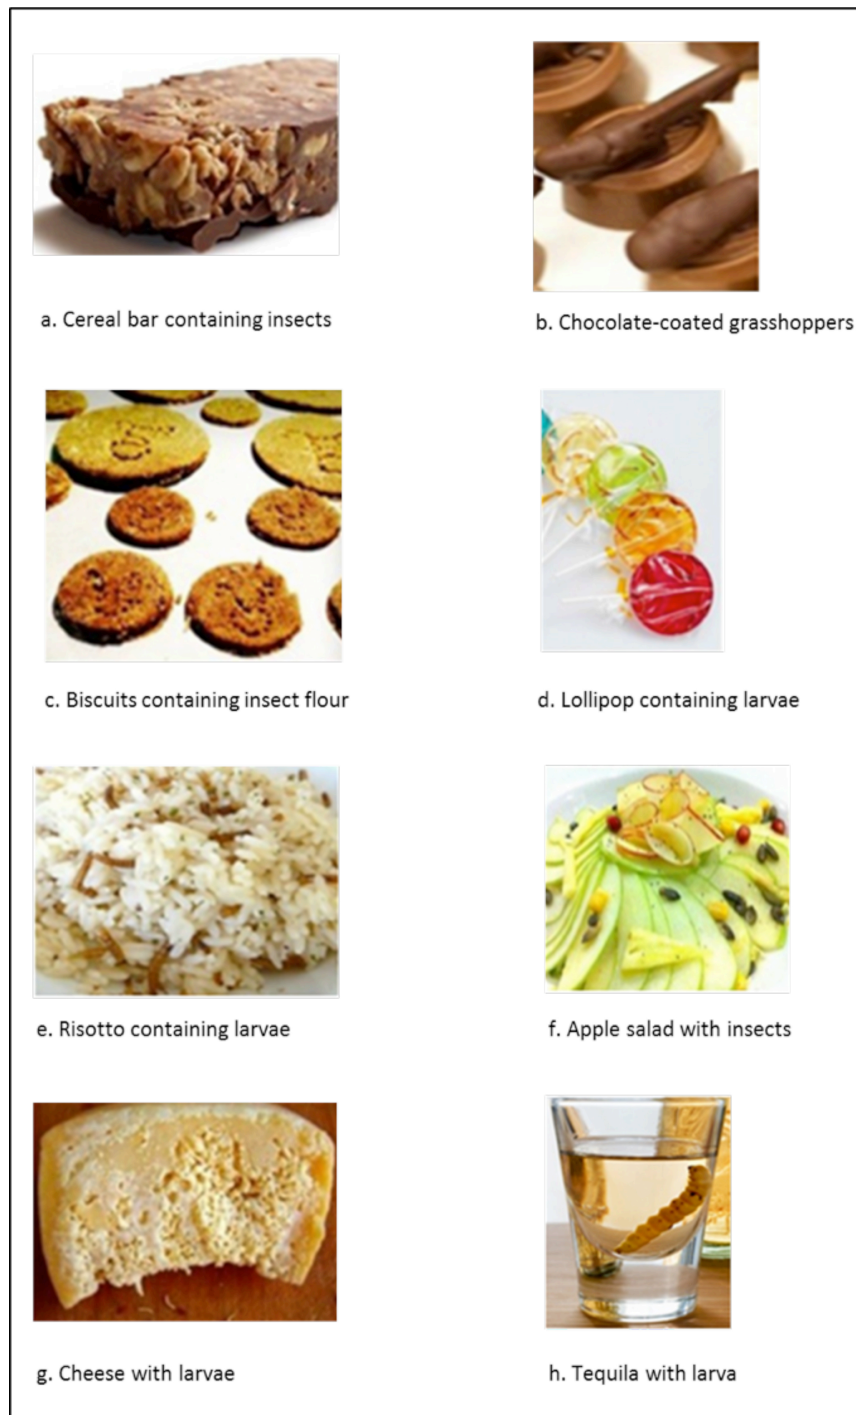 a. Cereal bar containing insects
b. Chocolate-coated grasshoppers
c. Biscuits containing insect flour
d. Lollipop containing larvae
e. Risotto containing larvae
f. Apple salad with insects
g. Cheese with larvae
h. Tequila with larva